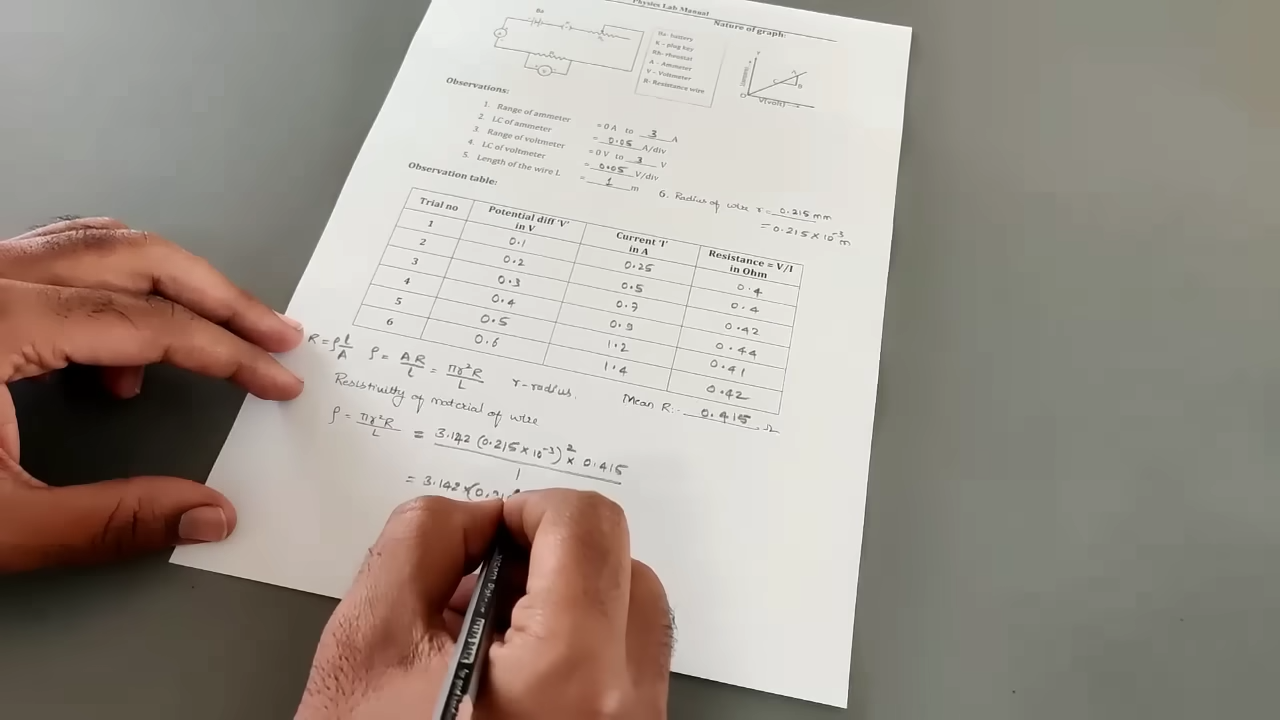 Physics Lab Manual
Nature of graph:
Ba- battery
K - plug key
Rh- rheostat
A - Ammeter
V - Voltmeter
R- Resistance wire
V(volt)
Observations:
1. Range of ammeter = 0 A to 3 A
2. LC of ammeter = 0.05 A/div
3. Range of voltmeter = 0 V to 3 V
4. LC of voltmeter = 0.05 V/div
5. Length of the wire L = 1 m
6. Radius of wire r = 0.215 mm
= 0.215 × 10⁻³ m
Observation table:
Trial no Potential diff 'V' in V Current 'I' in A Resistance = V/I in Ohm
1 0.1 0.25 0.4
2 0.2 0.5 0.4
3 0.3 0.7 0.42
4 0.4 0.9 0.44
5 0.5 1.2 0.41
6 0.6 1.4 0.42
R = ρ l/A ρ = AR/l = πr²R/L r - radius.
Mean R:- 0.415 Ω
Resistivity of material of wire
ρ = πr²R/L = 3.142 (0.215 × 10⁻³)² × 0.415 / 1
= 3.142 × (0.21